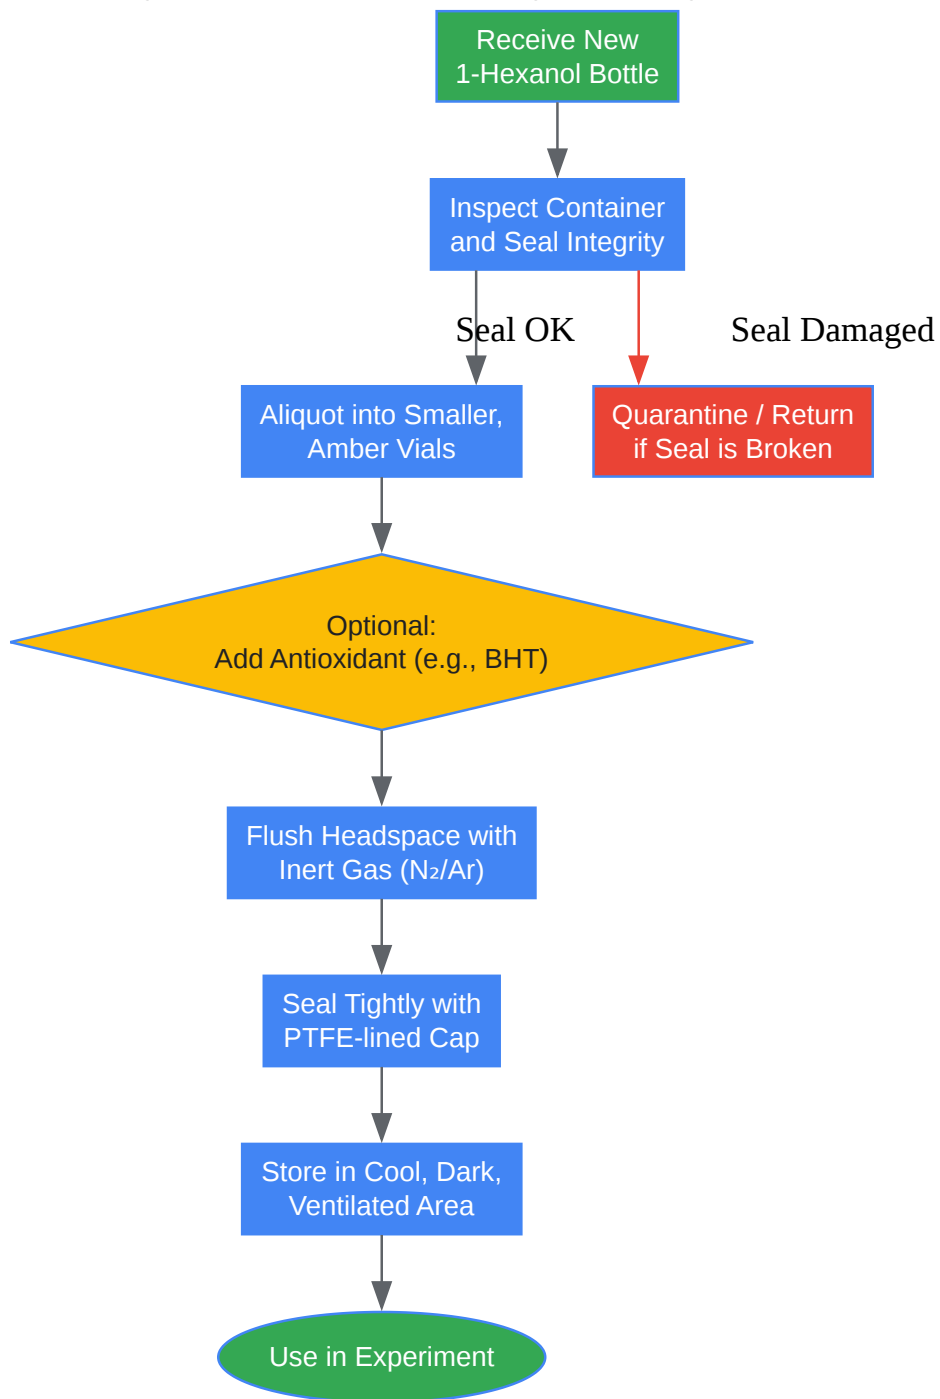 Receive New
1-Hexanol Bottle
Inspect Container
and Seal Integrity
Seal OK
Seal Damaged
Aliquot into Smaller,
Amber Vials
Quarantine / Return
if Seal is Broken
Optional:
Add Antioxidant (e.g., BHT)
Flush Headspace with
Inert Gas (N₂/Ar)
Seal Tightly with
PTFE-lined Cap
Store in Cool, Dark,
Ventilated Area
Use in Experiment